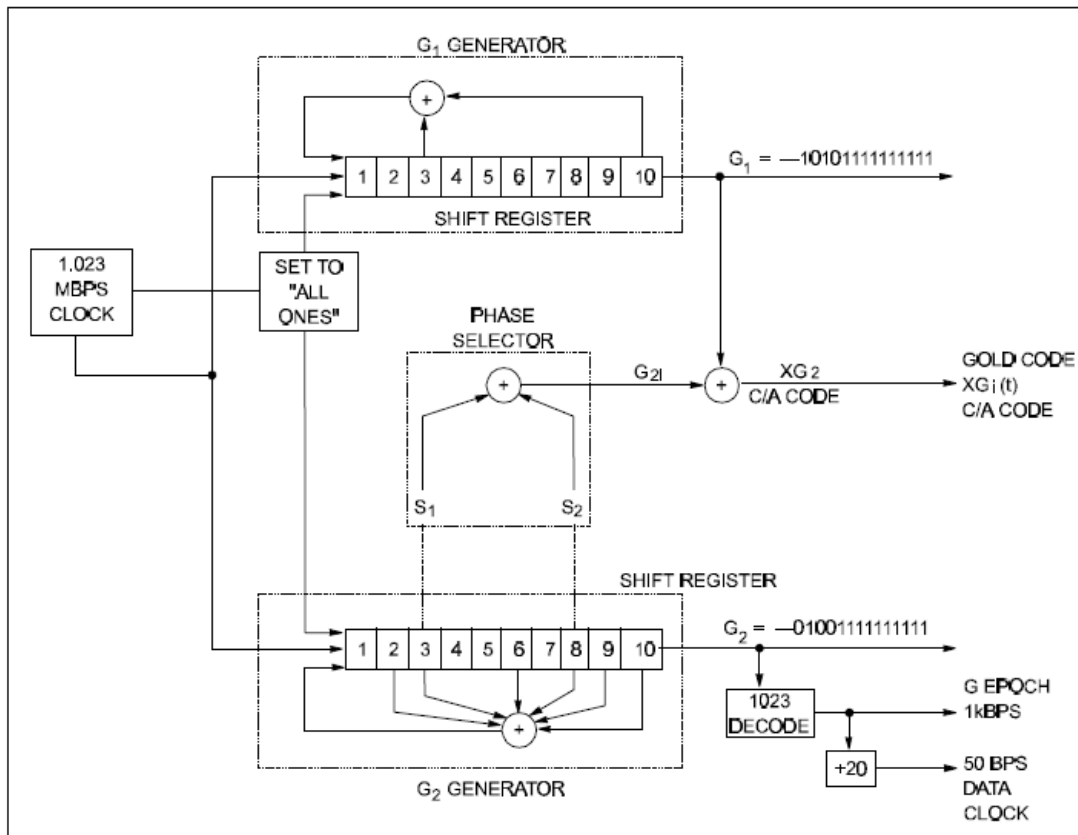 G1 GENERATOR
+
1 2 3 4 5 6 7 8 9 10
SHIFT REGISTER
G1 = —10101111111111
1.023
MBPS
CLOCK
SET TO
"ALL
ONES"
PHASE
SELECTOR
+
G2I
+
XG2
C/A CODE
GOLD CODE
XGi(t)
C/A CODE
S1
S2
SHIFT REGISTER
1 2 3 4 5 6 7 8 9 10
+
G2 GENERATOR
G2 = —01001111111111
1023
DECODE
G EPOCH
1kBPS
+20
50 BPS
DATA
CLOCK